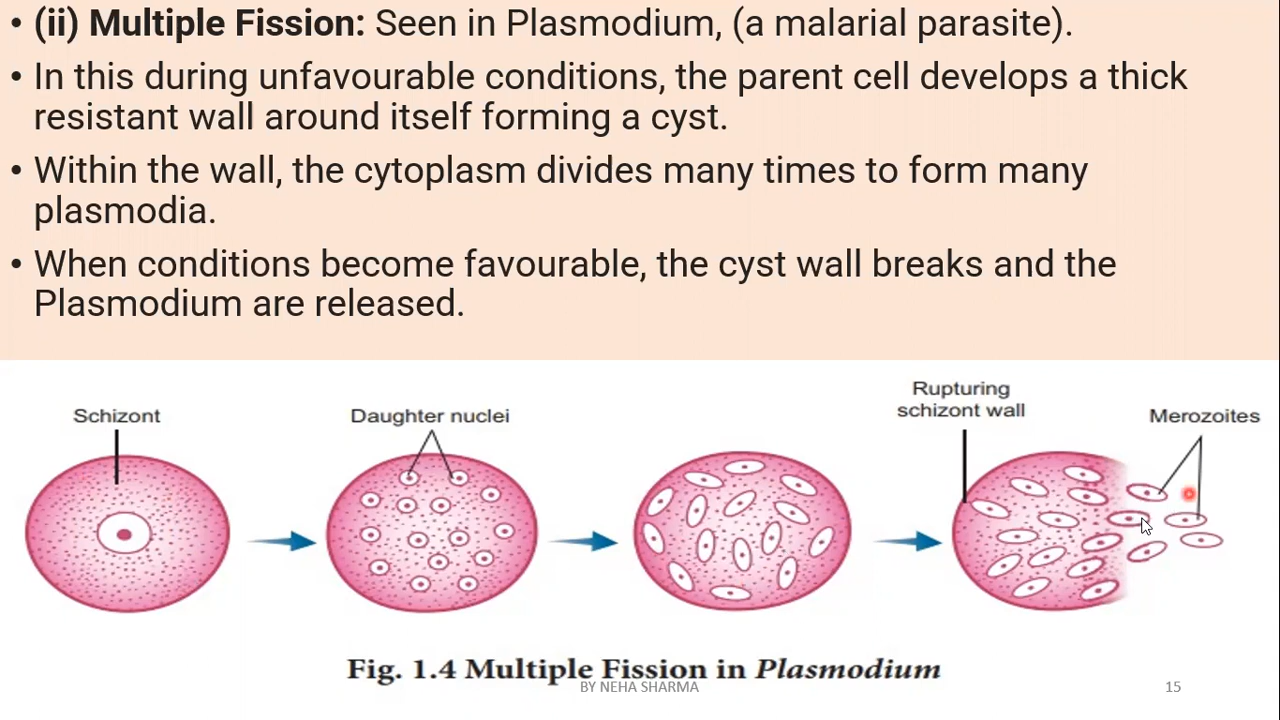 • (ii) Multiple Fission: Seen in Plasmodium, (a malarial parasite).
• In this during unfavourable conditions, the parent cell develops a thick
resistant wall around itself forming a cyst.
• Within the wall, the cytoplasm divides many times to form many
plasmodia.
• When conditions become favourable, the cyst wall breaks and the
Plasmodium are released.
Schizont
Daughter nuclei
Rupturing
schizont wall
Merozoites
Fig. 1.4 Multiple Fission in Plasmodium
BY NEHA SHARMA
15